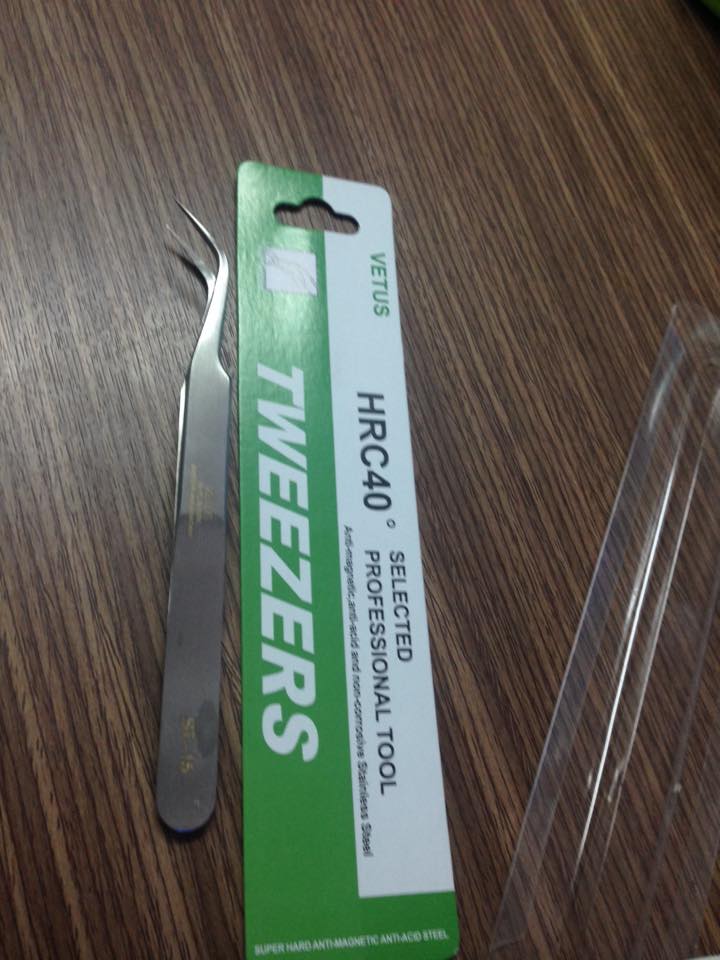 VETUS
HRC40°
SELECTED
PROFESSIONAL TOOL
Anti-magnetic,anti-acid and non-corrosive Stainless Steel
TWEEZERS
SUPER HARD ANTI-MAGNETIC ANTI-ACID STEEL